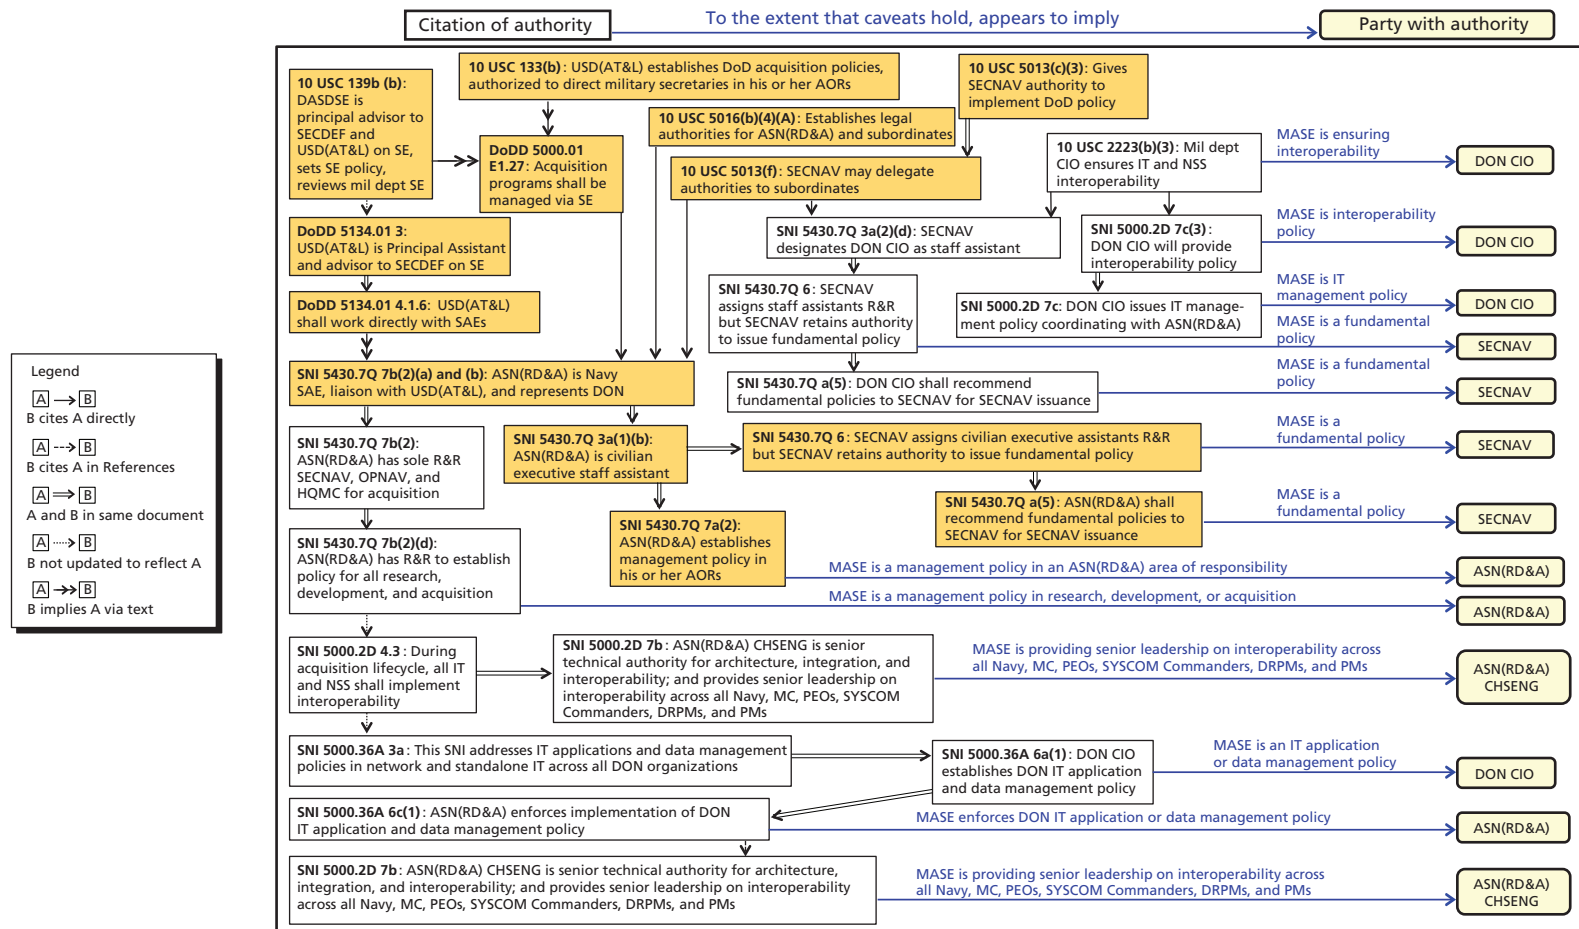 Citation of authority
To the extent that caveats hold, appears to imply
Party with authority
10 USC 139b (b):
DASDSE is
principal advisor to
SECDEF and
USD(AT&L) on SE,
sets SE policy,
reviews mil dept SE
10 USC 133(b): USD(AT&L) establishes DoD acquisition policies,
authorized to direct military secretaries in his or her AORs
10 USC 5013(c)(3): Gives
SECNAV authority to
implement DoD policy
10 USC 5016(b)(4)(A): Establishes legal
authorities for ASN(RD&A) and subordinates
DoDD 5000.01
E1.27: Acquisition
programs shall be
managed via SE
10 USC 5013(f): SECNAV may delegate
authorities to subordinates
10 USC 2223(b)(3): Mil dept
CIO ensures IT and NSS
interoperability
MASE is ensuring
interoperability
DON CIO
DoDD 5134.01 3:
USD(AT&L) is Principal Assistant
and advisor to SECDEF on SE
SNI 5430.7Q 3a(2)(d): SECNAV
designates DON CIO as staff assistant
SNI 5000.2D 7c(3):
DON CIO will provide
interoperability policy
MASE is interoperability
policy
DON CIO
DoDD 5134.01 4.1.6: USD(AT&L)
shall work directly with SAEs
SNI 5430.7Q 6: SECNAV
assigns staff assistants R&R
but SECNAV retains authority
to issue fundamental policy
SNI 5000.2D 7c: DON CIO issues IT manage-
ment policy coordinating with ASN(RD&A)
MASE is IT
management policy
DON CIO
MASE is a fundamental
policy
SECNAV
SNI 5430.7Q 7b(2)(a) and (b): ASN(RD&A) is Navy
SAE, liaison with USD(AT&L), and represents DON
SNI 5430.7Q a(5): DON CIO shall recommend
fundamental policies to SECNAV for SECNAV issuance
MASE is a fundamental
policy
SECNAV
SNI 5430.7Q 7b(2):
ASN(RD&A) has sole R&R
SECNAV, OPNAV, and
HQMC for acquisition
SNI 5430.7Q 3a(1)(b):
ASN(RD&A) is civilian
executive staff assistant
SNI 5430.7Q 6: SECNAV assigns civilian executive assistants R&R
but SECNAV retains authority to issue fundamental policy
MASE is a
fundamental policy
SECNAV
SNI 5430.7Q 7a(2):
ASN(RD&A) establishes
management policy in
his or her AORs
SNI 5430.7Q a(5): ASN(RD&A) shall
recommend fundamental policies to
SECNAV for SECNAV issuance
MASE is a
fundamental policy
SECNAV
SNI 5430.7Q 7b(2)(d):
ASN(RD&A) has R&R to establish
policy for all research,
development, and acquisition
MASE is a management policy in an ASN(RD&A) area of responsibility
ASN(RD&A)
MASE is a management policy in research, development, or acquisition
ASN(RD&A)
SNI 5000.2D 4.3: During
acquisition lifecycle, all IT
and NSS shall implement
interoperability
SNI 5000.2D 7b: ASN(RD&A) CHSENG is senior
technical authority for architecture, integration, and
interoperability; and provides senior leadership on
interoperability across all Navy, MC, PEOs, SYSCOM
Commanders, DRPMs, and PMs
MASE is providing senior leadership on interoperability across
all Navy, MC, PEOs, SYSCOM Commanders, DRPMs, and PMs
ASN(RD&A)
CHSENG
SNI 5000.36A 3a: This SNI addresses IT applications and data management
policies in network and standalone IT across all DON organizations
SNI 5000.36A 6a(1): DON CIO
establishes DON IT application
and data management policy
MASE is an IT application
or data management policy
DON CIO
SNI 5000.36A 6c(1): ASN(RD&A) enforces implementation of DON
IT application and data management policy
MASE enforces DON IT application or data management policy
ASN(RD&A)
SNI 5000.2D 7b: ASN(RD&A) CHSENG is senior technical authority for architecture,
integration, and interoperability; and provides senior leadership on interoperability
across all Navy, MC, PEOs, SYSCOM Commanders, DRPMs, and PMs
MASE is providing senior leadership on interoperability across
all Navy, MC, PEOs, SYSCOM Commanders, DRPMs, and PMs
ASN(RD&A)
CHSENG
Legend
A B
B cites A directly
A B
B cites A in References
A B
A and B in same document
A B
B not updated to reflect A
A B
B implies A via text